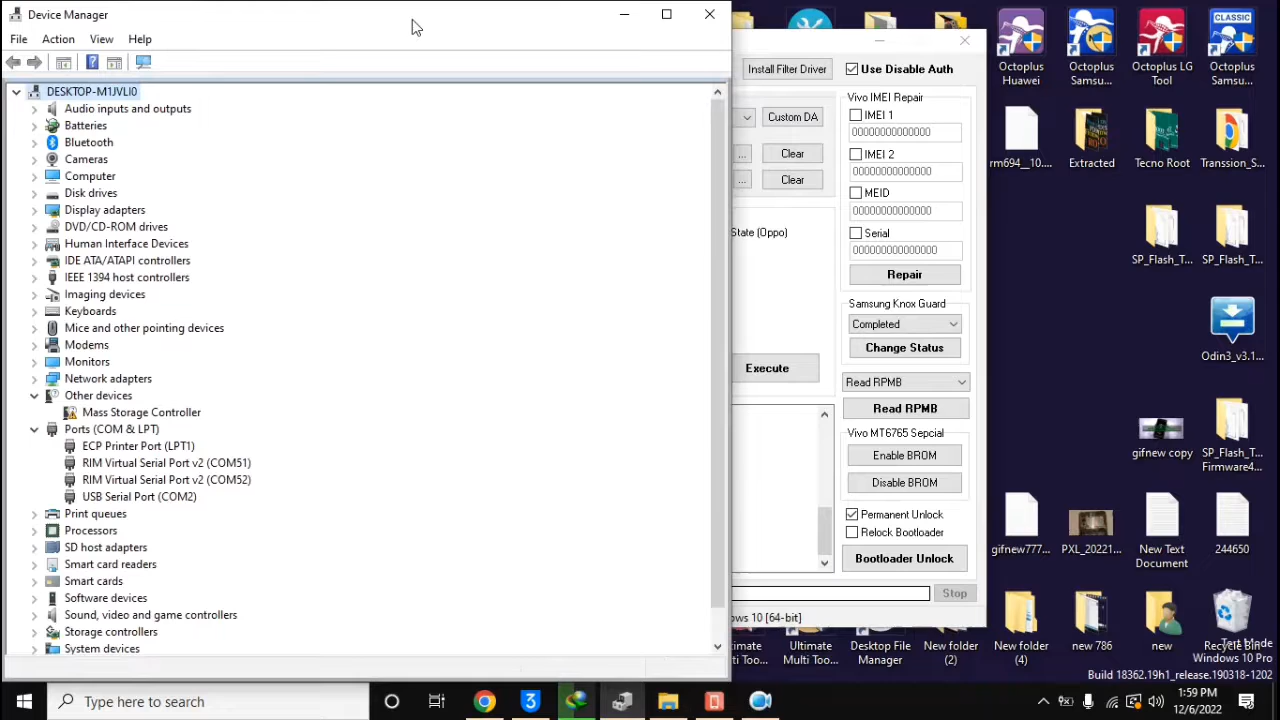 Device Manager
File Action View Help
DESKTOP-M1JVLI0
Audio inputs and outputs
Batteries
Bluetooth
Cameras
Computer
Disk drives
Display adapters
DVD/CD-ROM drives
Human Interface Devices
IDE ATA/ATAPI controllers
IEEE 1394 host controllers
Imaging devices
Keyboards
Mice and other pointing devices
Modems
Monitors
Network adapters
Other devices
Mass Storage Controller
Ports (COM & LPT)
ECP Printer Port (LPT1)
RIM Virtual Serial Port v2 (COM51)
RIM Virtual Serial Port v2 (COM52)
USB Serial Port (COM2)
Print queues
Processors
SD host adapters
Smart card readers
Smart cards
Software devices
Sound, video and game controllers
Storage controllers
System devices
Install Filter Driver
Use Disable Auth
Custom DA
... Clear
... Clear
State (Oppo)
Execute
Vivo IMEI Repair
IMEI 1
00000000000000
IMEI 2
00000000000000
MEID
00000000000000
Serial
000000000000000
Repair
Samsung Knox Guard
Completed
Change Status
Read RPMB
Read RPMB
Vivo MT6765 Sepcial
Enable BROM
Disable BROM
Permanent Unlock
Relock Bootloader
Bootloader Unlock
Stop
ows 10 [64-bit]
Octoplus
Huawei
Octoplus
Samsu...
Octoplus LG
Tool
CLASSIC
Octoplus
Samsu...
rm694__10....
Extracted
Tecno Root
Transsion_S...
SP_Flash_T...
SP_Flash_T...
Odin3_v3.1...
gifnew copy
SP_Flash_T...
Firmware4...
gifnew777...
PXL_20221...
New Text
Document
244650
timate
Multi Too...
Ultimate
Multi Too...
Desktop File
Manager
New folder
(2)
New folder
(4)
new 786
new
Recycle Bin
Test Mode
Windows 10 Pro
Build 18362.19h1_release.190318-1202
Type here to search
3
1:59 PM
12/6/2022